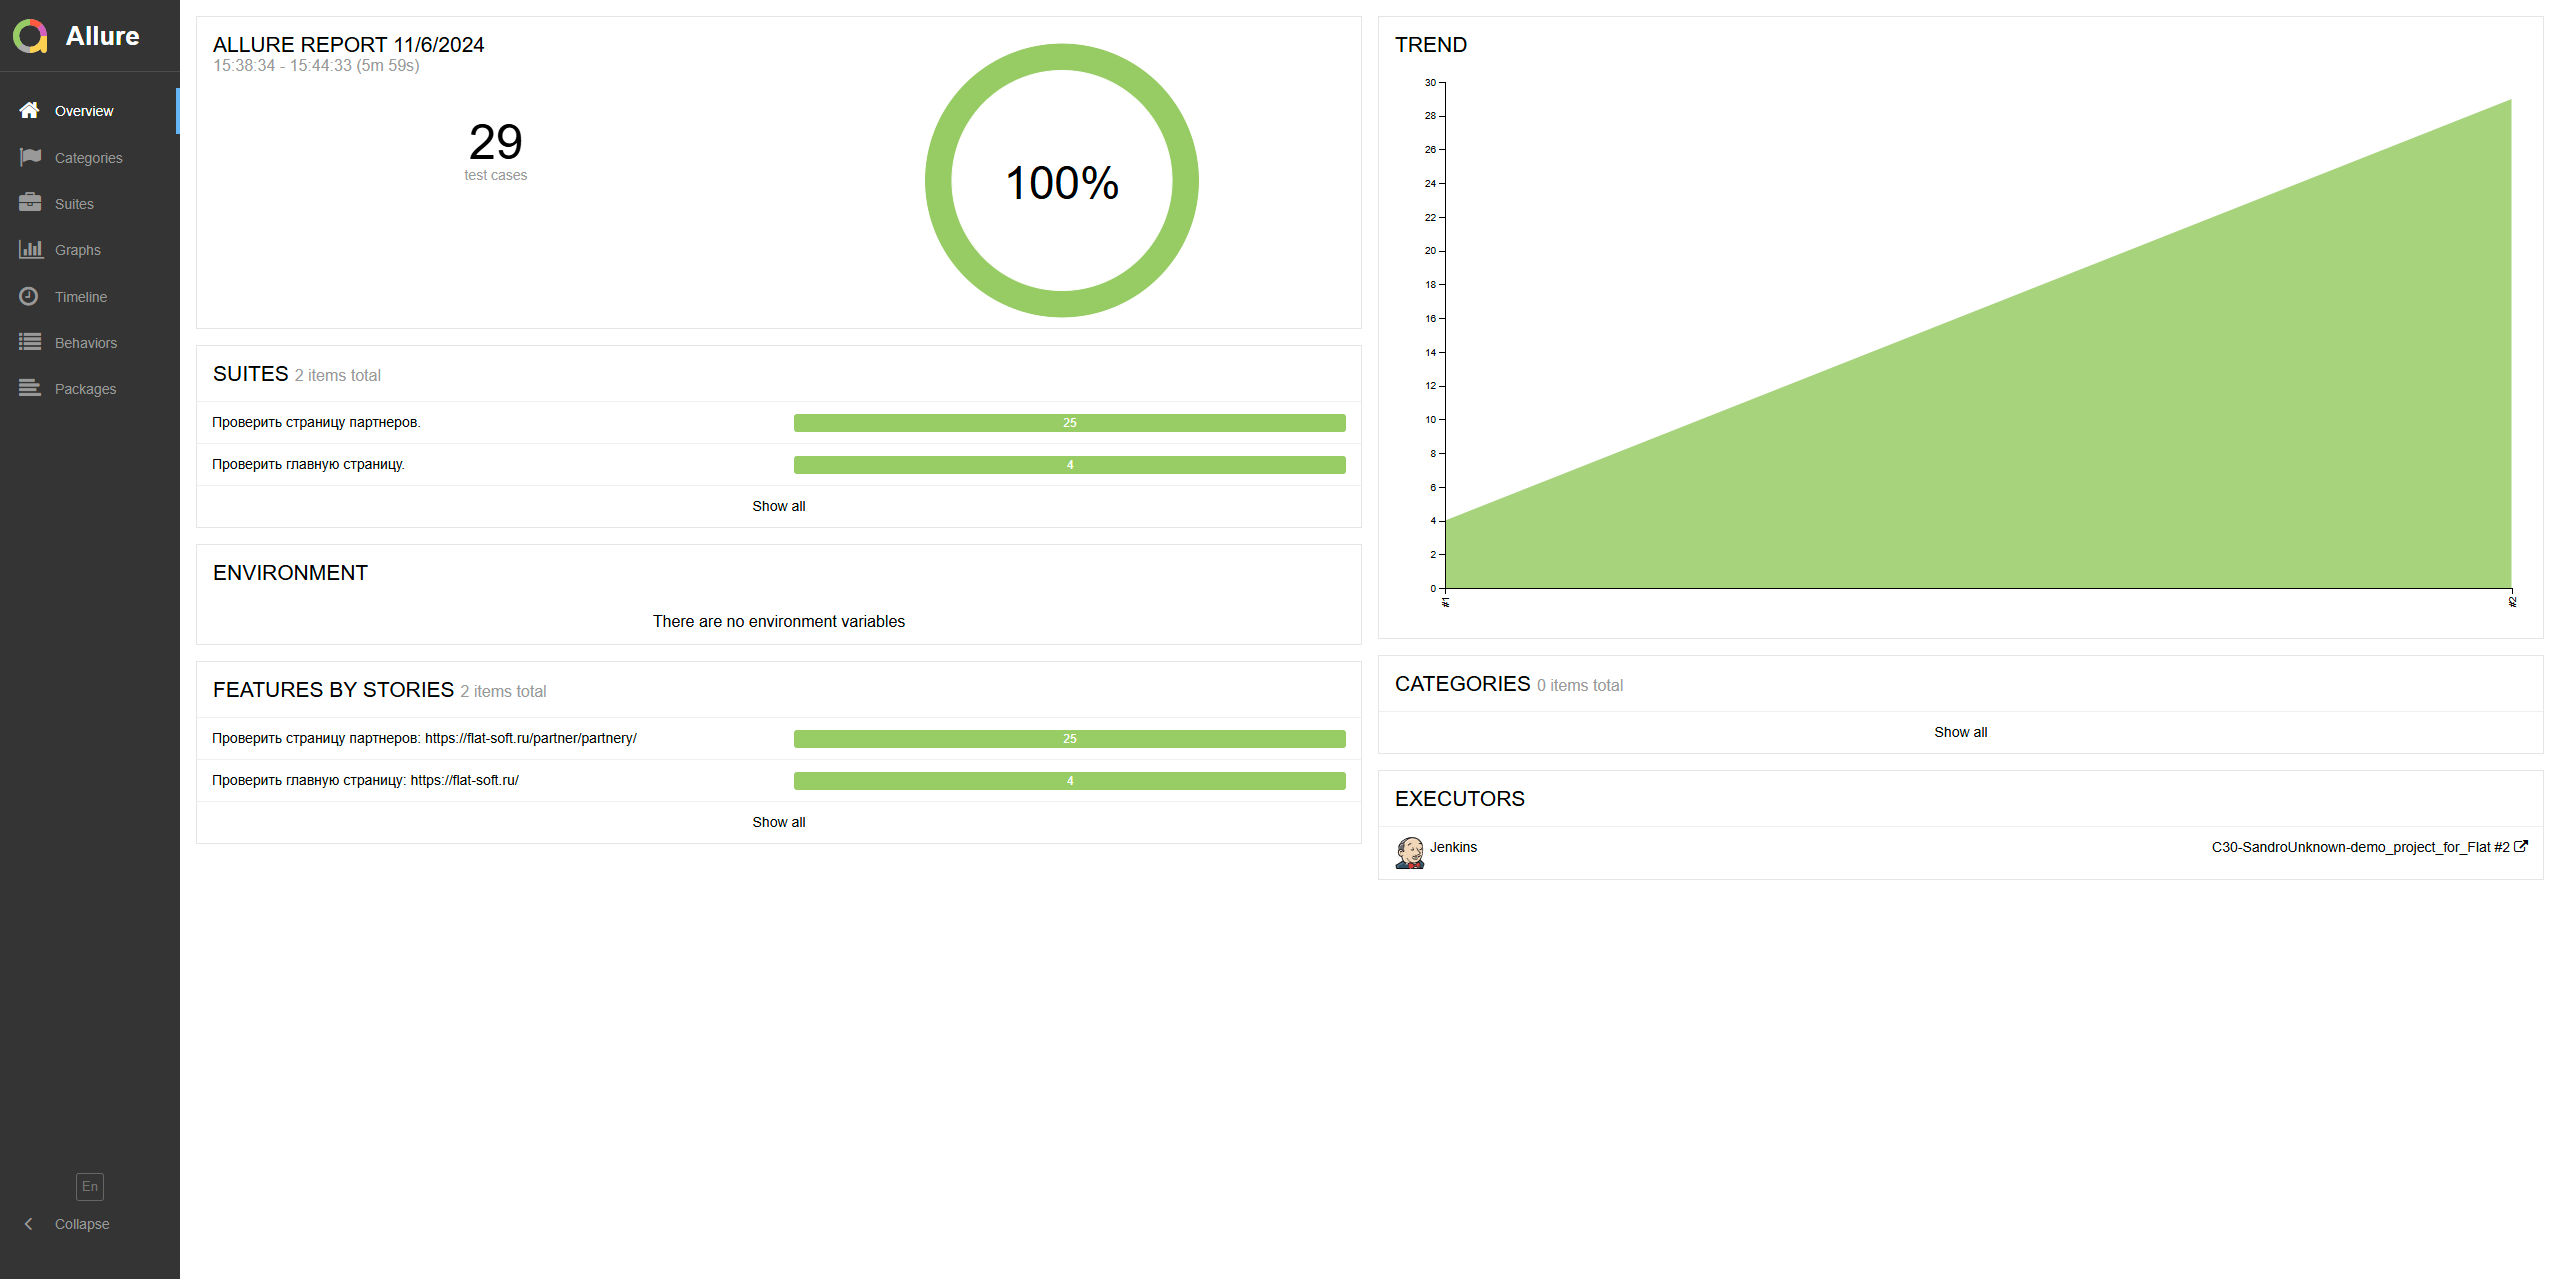 Allure
Overview
Categories
Suites
Graphs
Timeline
Behaviors
Packages
En
Collapse
ALLURE REPORT 11/6/2024
15:38:34 - 15:44:33 (5m 59s)
29
test cases
100%
SUITES 2 items total
Проверить страницу партнеров. 25
Проверить главную страницу. 4
Show all
ENVIRONMENT
There are no environment variables
FEATURES BY STORIES 2 items total
Проверить страницу партнеров: https://flat-soft.ru/partner/partnery/ 25
Проверить главную страницу: https://flat-soft.ru/ 4
Show all
TREND
30
28
26
24
22
20
18
16
14
12
10
8
6
4
2
0
#1 #2
CATEGORIES 0 items total
Show all
EXECUTORS
Jenkins C30-SandroUnknown-demo_project_for_Flat #2